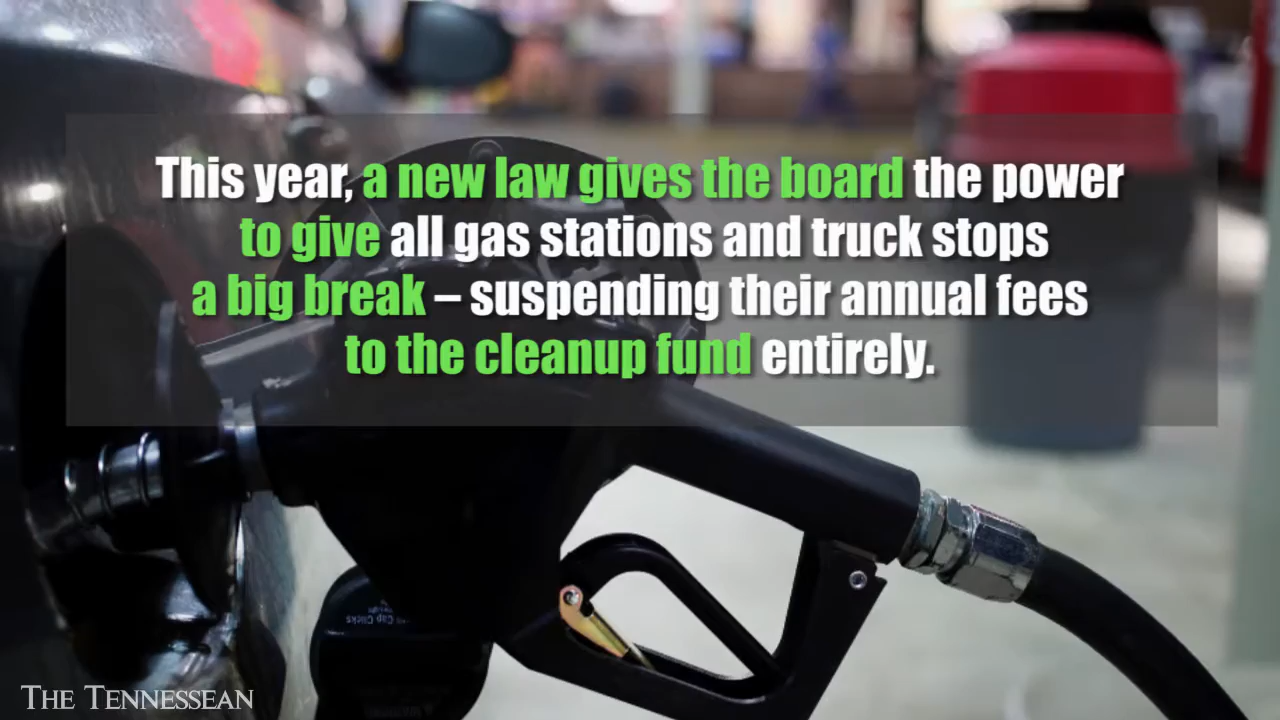 This year, a new law gives the board the power
to give all gas stations and truck stops
a big break – suspending their annual fees
to the cleanup fund entirely.
THE TENNESSEAN